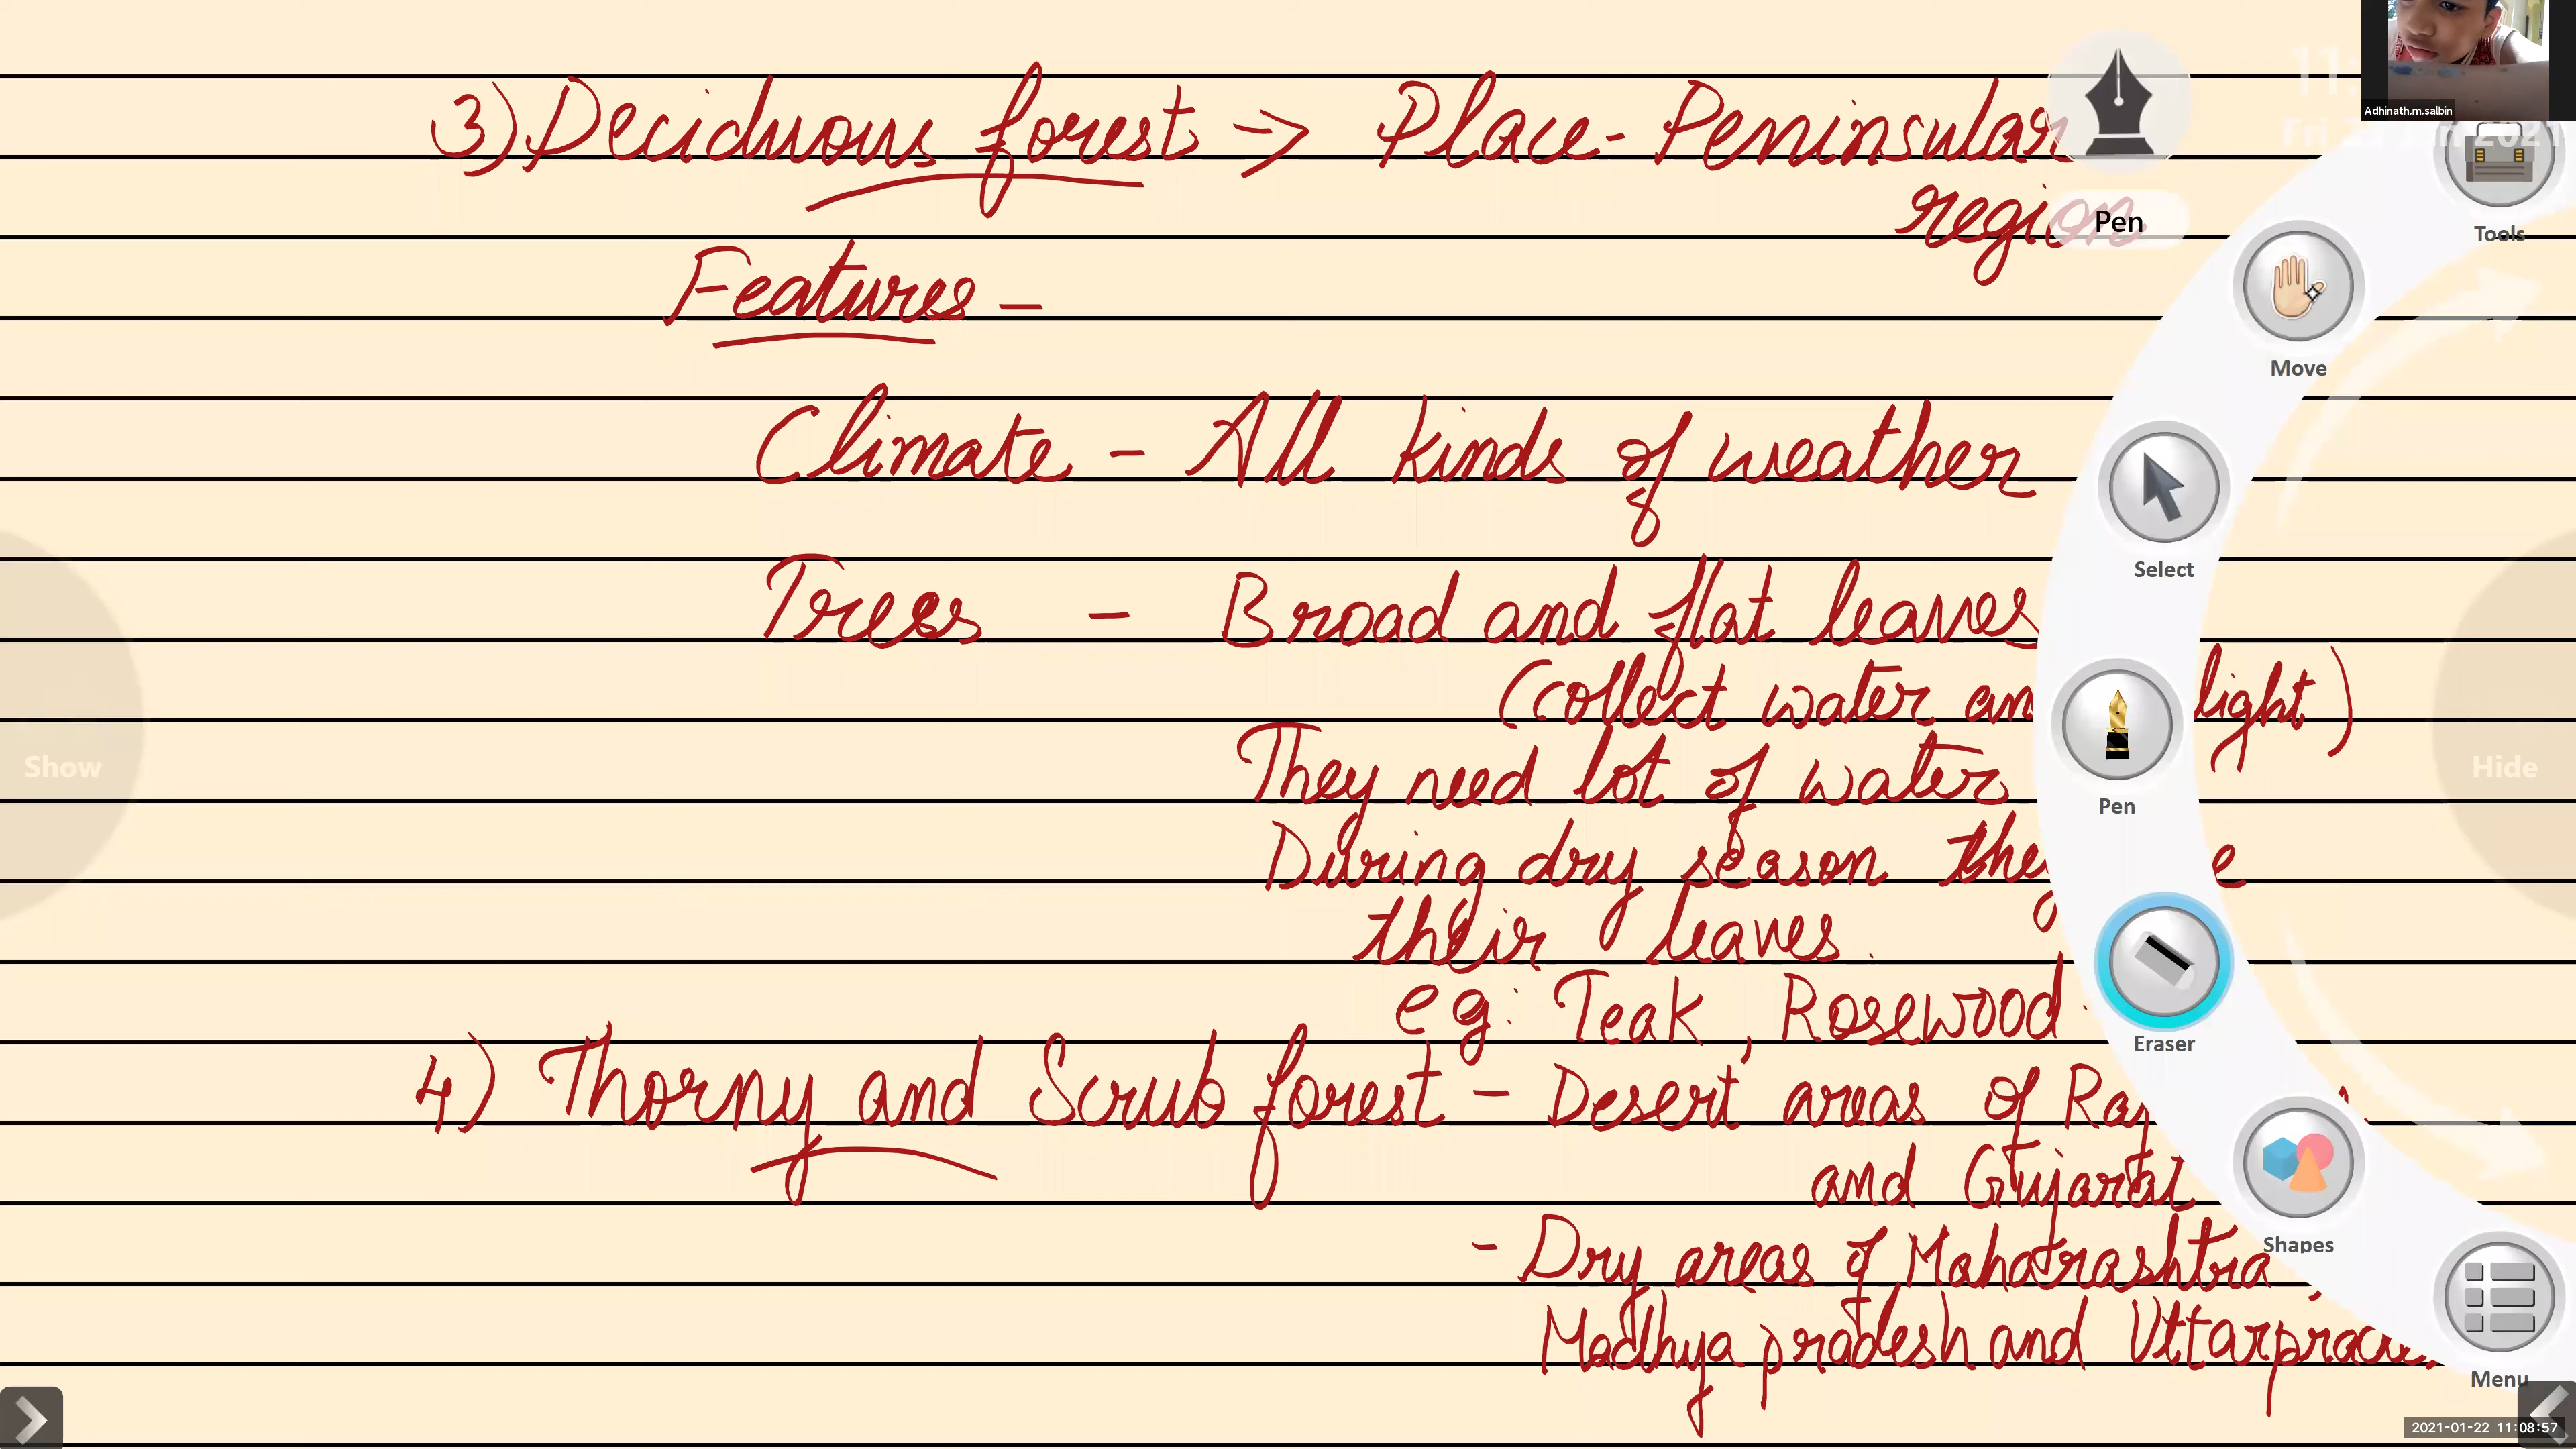 3) Deciduous forest -> Place - Peninsular
region
Features -
Climate - All kinds of weather
Trees - Broad and flat leaves
(collect water light)
They need lot of water
During dry season they
their leaves.
eg: Teak, Rosewood.
4) Thorny and Scrub forest - Desert areas of
and Gujarat
- Dry areas of Maharashtra
Madhya pradesh and
Pen
Tools
Move
Select
Pen
Eraser
Shapes
Menu
Show
Hide
Adhinath.m.salbin
2021-01-22 11:08:57